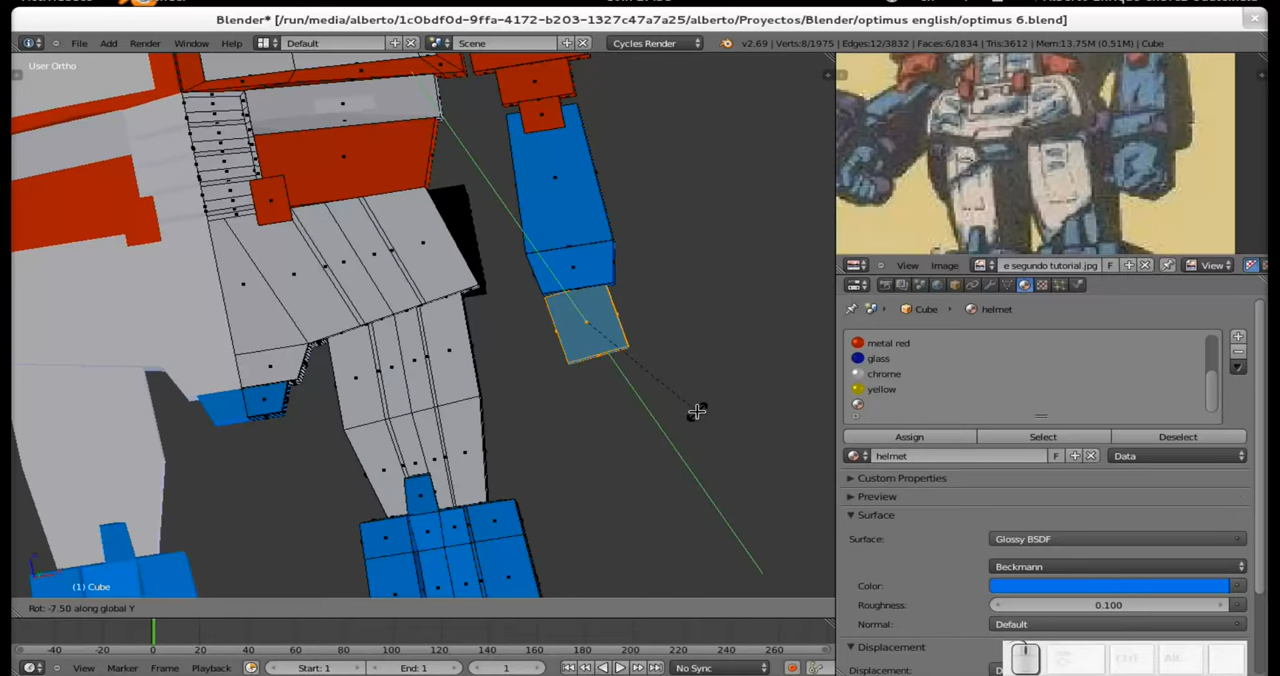 Blender* [/run/media/alberto/1c0bdf0d-9ffa-4172-b203-1327c47a7a25/alberto/Proyectos/Blender/optimus english/optimus 6.blend]
File Add Render Window Help Default Scene Cycles Render v2.69 | Verts:8/1975 | Edges:12/3832 | Faces:6/1834 | Tris:3612 | Mem:13.75M (0.51M) | Cube
User Ortho
View Image e segundo tutorial.jpg F View
Cube helmet
metal red
glass
chrome
yellow
Assign Select Deselect
helmet F Data
Custom Properties
Preview
Surface
Surface: Glossy BSDF
Beckmann
Color:
Roughness: 0.100
Normal: Default
Displacement
Displacement:
Ctrl Alt
(1) Cube
Rot: -7.50 along global Y
-40 -20 0 20 40 60 80 100 120 140 160 180 200 220 240 260
View Marker Frame Playback Start: 1 End: 1 1 No Sync